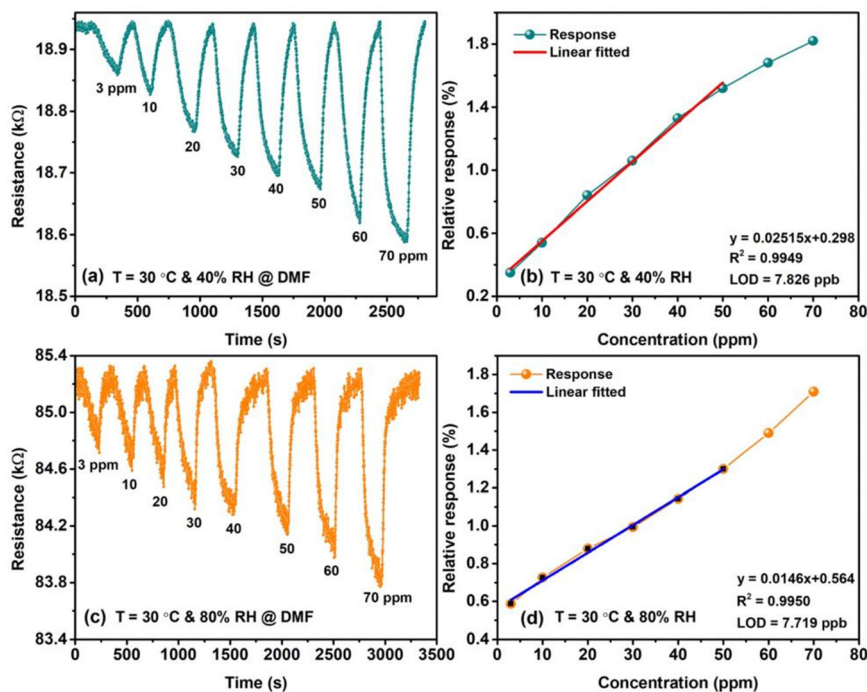 18.9
18.8
18.7
18.6
18.5
Resistance (kΩ)
3 ppm
10
20
30
40
50
60
70 ppm
(a) T = 30 °C & 40% RH @ DMF
0 500 1000 1500 2000 2500
Time (s)
1.8
1.4
1.0
0.6
0.2
Relative response (%)
Response
Linear fitted
y = 0.02515x+0.298
R² = 0.9949
LOD = 7.826 ppb
(b) T = 30 °C & 40% RH
0 10 20 30 40 50 60 70 80
Concentration (ppm)
85.4
85.0
84.6
84.2
83.8
83.4
Resistance (kΩ)
3 ppm
10
20
30
40
50
60
70 ppm
(c) T = 30 °C & 80% RH @ DMF
0 500 1000 1500 2000 2500 3000 3500
Time (s)
1.8
1.6
1.4
1.2
1.0
0.8
0.6
0.4
Relative response (%)
Response
Linear fitted
y = 0.0146x+0.564
R² = 0.9950
LOD = 7.719 ppb
(d) T = 30 °C & 80% RH
0 10 20 30 40 50 60 70 80
Concentration (ppm)